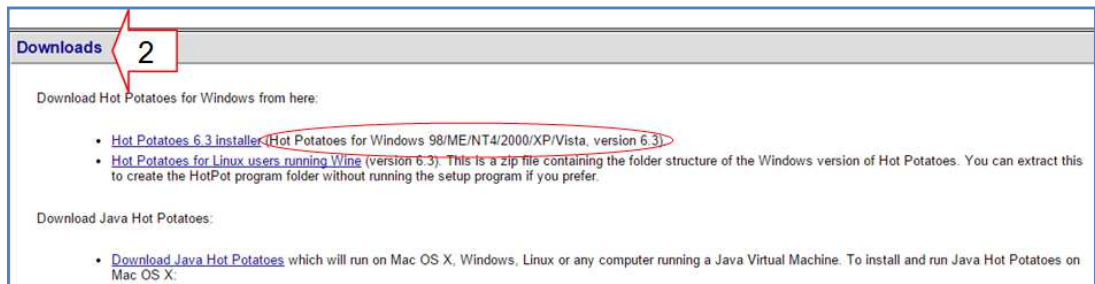 Downloads
2
Download Hot Potatoes for Windows from here:
• Hot Potatoes 6.3 installer (Hot Potatoes for Windows 98/ME/NT4/2000/XP/Vista, version 6.3).
• Hot Potatoes for Linux users running Wine (version 6.3). This is a zip file containing the folder structure of the Windows version of Hot Potatoes. You can extract this
to create the HotPot program folder without running the setup program if you prefer.
Download Java Hot Potatoes:
• Download Java Hot Potatoes which will run on Mac OS X, Windows, Linux or any computer running a Java Virtual Machine. To install and run Java Hot Potatoes on
Mac OS X: